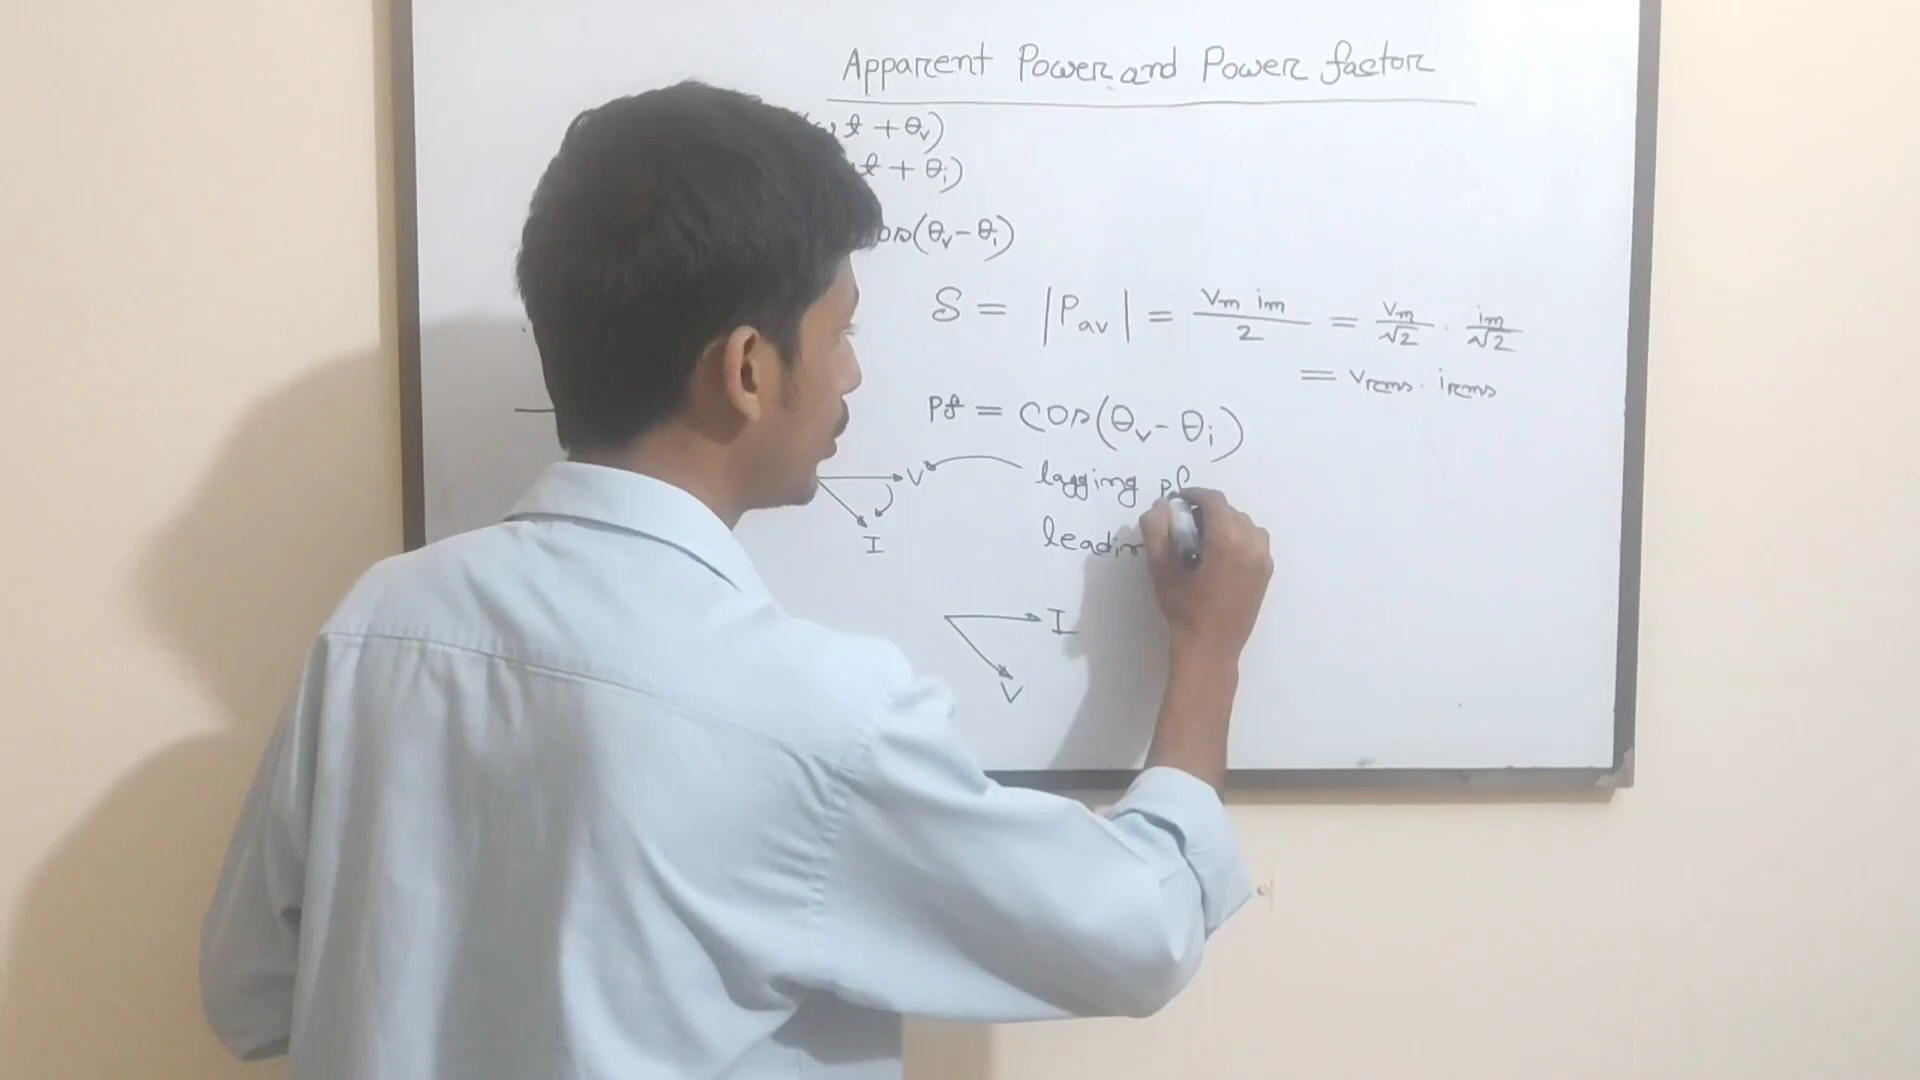 Apparent Power and Power factor
t + θv)
t + θi)
cos(θv - θi)
S = |Pav| = vm im / 2 = vm/√2 . im/√2
= vrms . irms
Pf = cos(θv - θi)
V
lagging pf
I
I
V